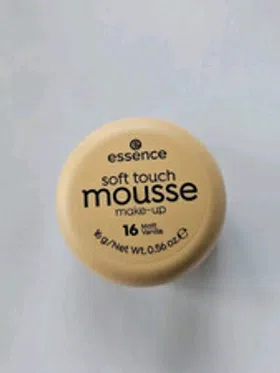 essence
soft touch
mousse
make-up
16 Matt Vanilla
16 g/Net Wt. 0.56 oz ℮